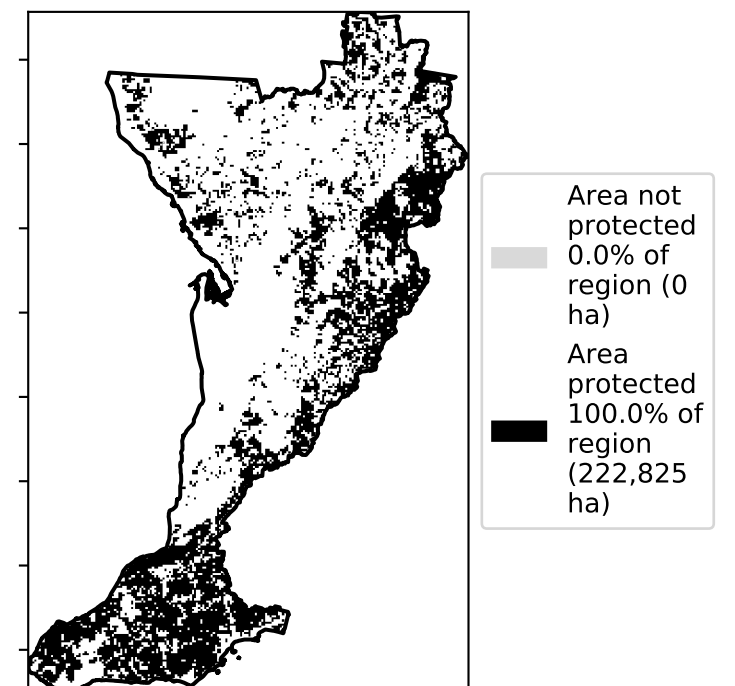 Area not
protected
0.0% of
region (0
ha)
Area
protected
100.0% of
region
(222,825
ha)